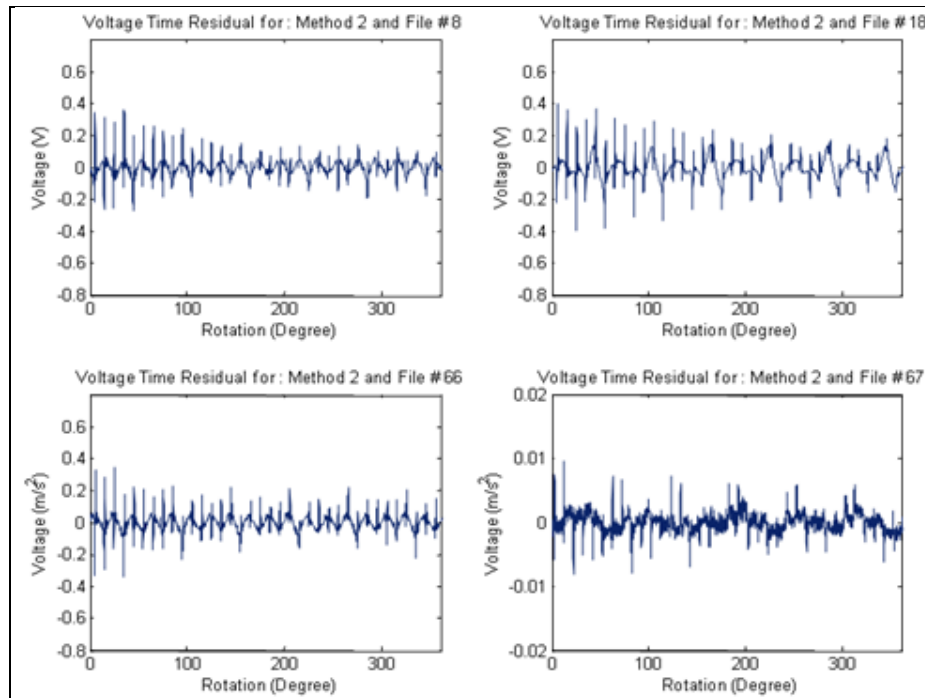 Voltage Time Residual for: Method 2 and File #8
0.6
0.4
0.2
0
-0.2
-0.4
-0.6
-0.8
Voltage (V)
0 100 200 300
Rotation (Degree)
Voltage Time Residual for: Method 2 and File #18
0.6
0.4
0.2
0
-0.2
-0.4
-0.6
-0.8
Voltage (V)
0 100 200 300
Rotation (Degree)
Voltage Time Residual for: Method 2 and File #66
0.6
0.4
0.2
0
-0.2
-0.4
-0.6
-0.8
Voltage (m/s²)
0 100 200 300
Rotation (Degree)
Voltage Time Residual for: Method 2 and File #67
0.02
0.01
0
-0.01
-0.02
Voltage (m/s²)
0 100 200 300
Rotation (Degree)